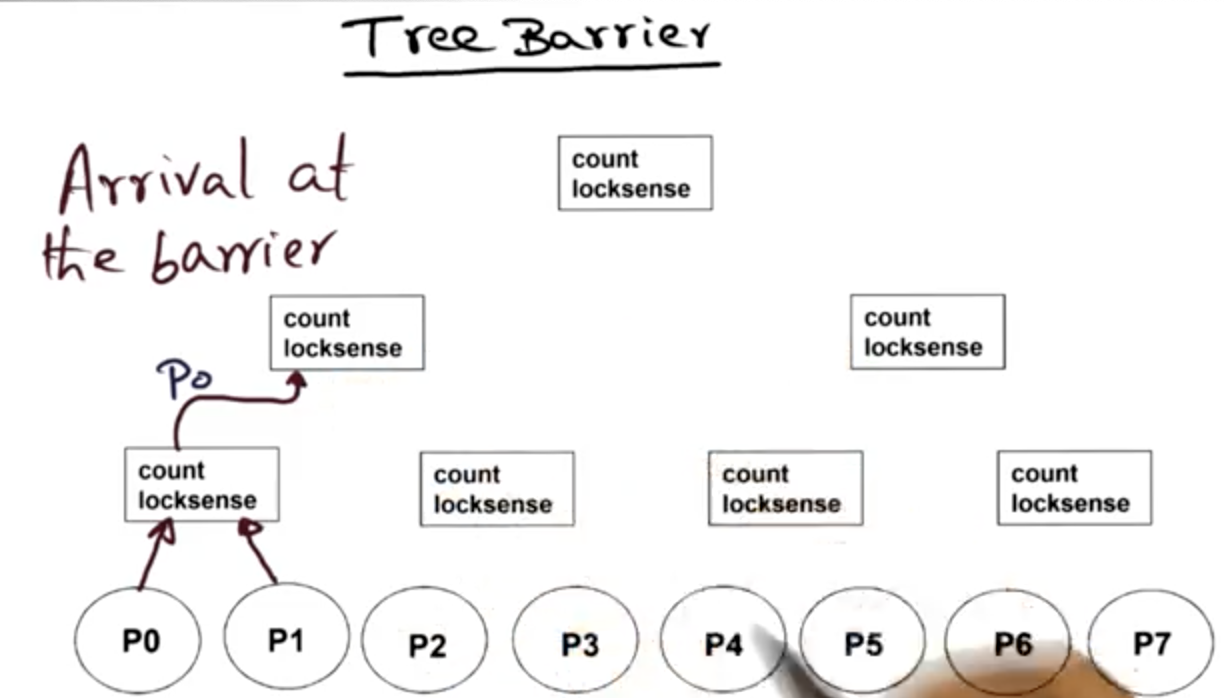 Tree Barrier
Arrival at
the barrier
count
locksense
count
locksense
count
locksense
Po
count
locksense
count
locksense
count
locksense
count
locksense
P0
P1
P2
P3
P4
P5
P6
P7